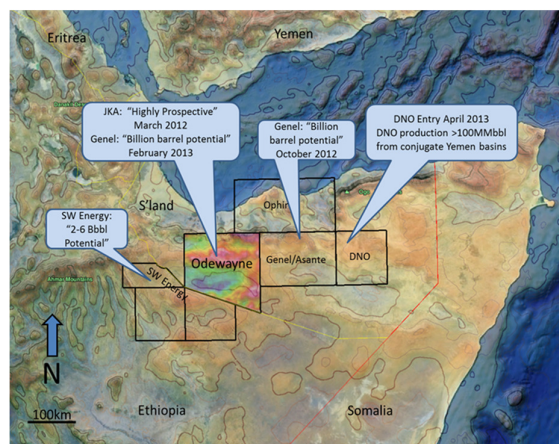 Eritrea
Yemen
JKA: “Highly Prospective”
March 2012
Genel: “Billion barrel potential”
February 2013
Genel: “Billion
barrel potential”
October 2012
DNO Entry April 2013
DNO production >100MMbbl
from conjugate Yemen basins
S’land
Ophir
SW Energy:
“2-6 Bbbl
Potential”
SW Energy
Odewayne
Genel/Asante
DNO
N
100km
Ethiopia
Somalia